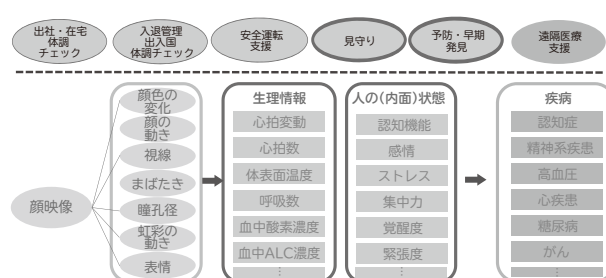 出社・在宅
体調
チェック
入退管理
出入国
体調チェック
安全運転
支援
見守り
予防・早期
発見
遠隔医療
支援
顔映像
顔色の
変化
顔の
動き
視線
まばたき
瞳孔径
虹彩の
動き
表情
生理情報
心拍変動
心拍数
体表面温度
呼吸数
血中酸素濃度
血中ALC濃度
⋮
人の(内面)状態
認知機能
感情
ストレス
集中力
覚醒度
緊張度
⋮
疾病
認知症
精神系疾患
高血圧
心疾患
糖尿病
がん
⋮